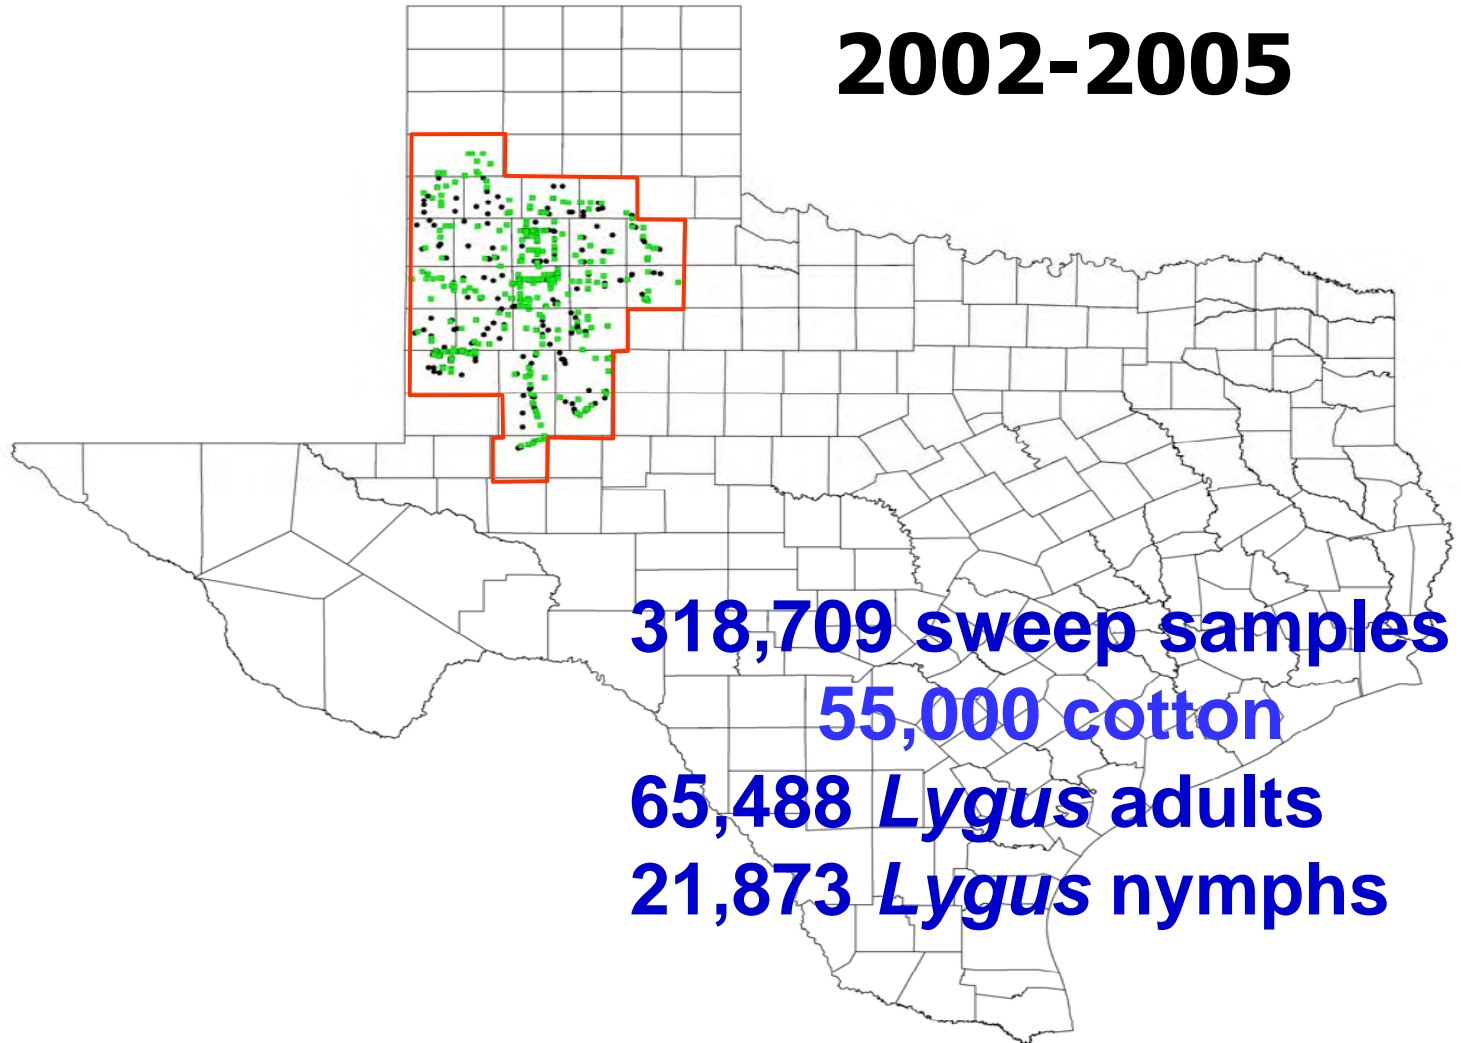 2002-2005
318,709 sweep samples
55,000 cotton
65,488 Lygus adults
21,873 Lygus nymphs